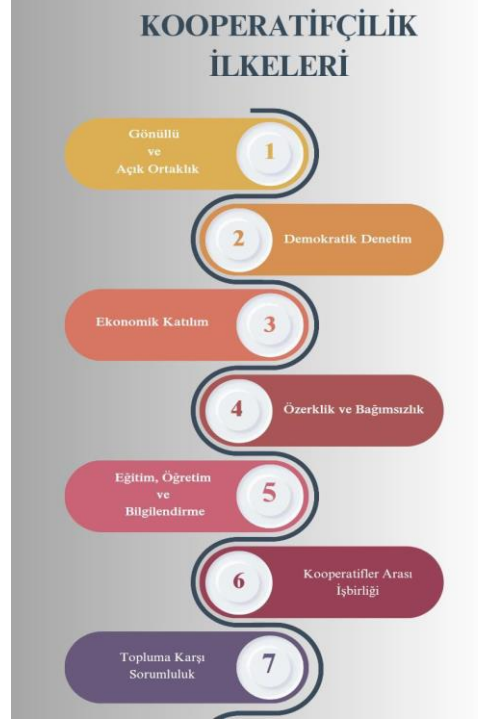 KOOPERATİFÇİLİK
İLKELERİ
Gönüllü
ve
Açık Ortaklık
1
2
Demokratik Denetim
Ekonomik Katılım
3
4
Özerklik ve Bağımsızlık
Eğitim, Öğretim
ve
Bilgilendirme
5
6
Kooperatifler Arası
İşbirliği
Topluma Karşı
Sorumluluk
7